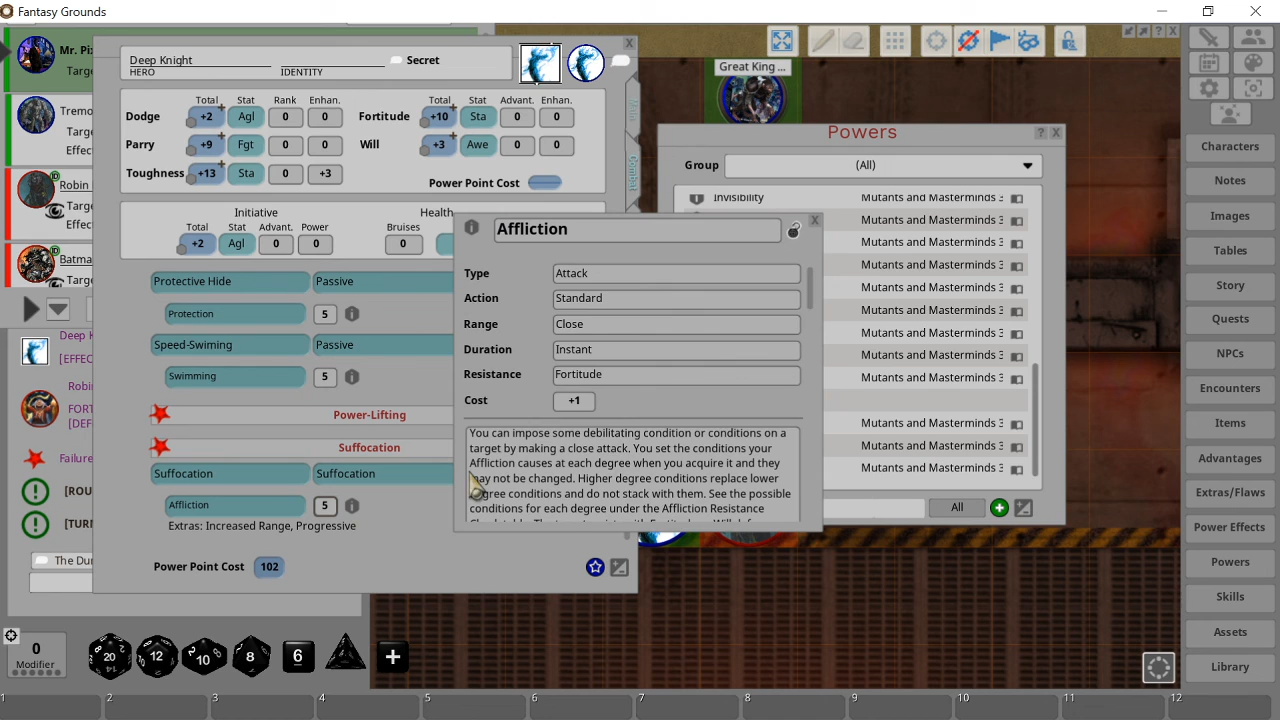 Fantasy Grounds
Mr. Pix
Targe
Tremo
Targe
Effect
Robin
Targe
Effect
Batma
Targe
Deep K
[EFFEC
Robin
FORT
[DEF
Failure
[ROU
[TURN
The Dun
0
Modifier
Deep Knight
HERO
IDENTITY
Secret
Total Stat Rank Enhan.
Dodge +2 Agl 0 0
Parry +9 Fgt 0 0
Toughness +13 Sta 0 +3
Total Stat Advant. Enhan.
Fortitude +10 Sta 0 0
Will +3 Awe 0 0
Power Point Cost
Initiative
Total Stat Advant. Power
+2 Agl 0 0
Health
Bruises
0
Main
Combat
Protective Hide Passive
Protection 5
Speed-Swiming Passive
Swimming 5
Power-Lifting
Suffocation
Suffocation Suffocation
Affliction 5
Extras: Increased Range, Progressive
Power Point Cost 102
Affliction
Type Attack
Action Standard
Range Close
Duration Instant
Resistance Fortitude
Cost +1
You can impose some debilitating condition or conditions on a
target by making a close attack. You set the conditions your
Affliction causes at each degree when you acquire it and they
may not be changed. Higher degree conditions replace lower
degree conditions and do not stack with them. See the possible
conditions for each degree under the Affliction Resistance
Great King ...
Powers
Group (All)
Invisibility Mutants and Masterminds 3
Mutants and Masterminds 3
Mutants and Masterminds 3
Mutants and Masterminds 3
Mutants and Masterminds 3
Mutants and Masterminds 3
Mutants and Masterminds 3
Mutants and Masterminds 3
Mutants and Masterminds 3
Mutants and Masterminds 3
Mutants and Masterminds 3
Mutants and Masterminds 3
All
Characters
Notes
Images
Tables
Story
Quests
NPCs
Encounters
Items
Advantages
Extras/Flaws
Power Effects
Powers
Skills
Assets
Library
20 12 10 8 6
1 2 3 4 5 6 7 8 9 10 11 12